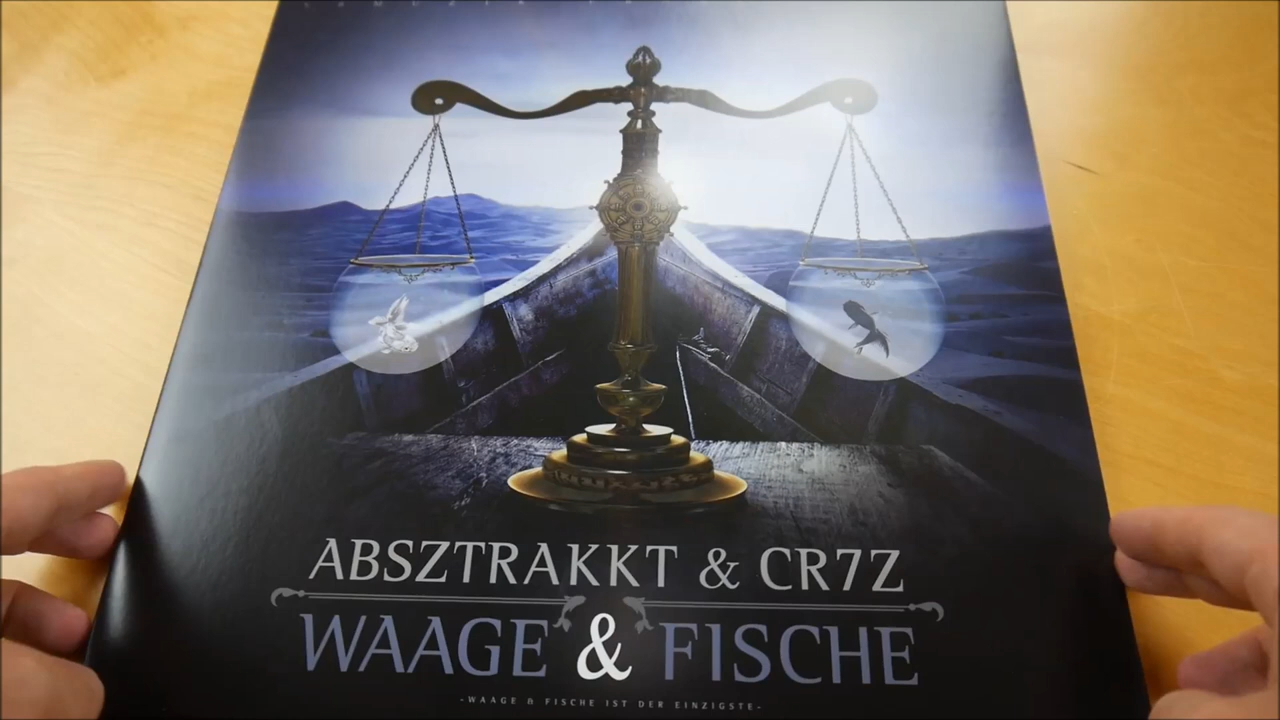 ABSZTRAKKT & CR7Z
WAAGE & FISCHE
-WAAGE & FISCHE IST DER EINZIGSTE-